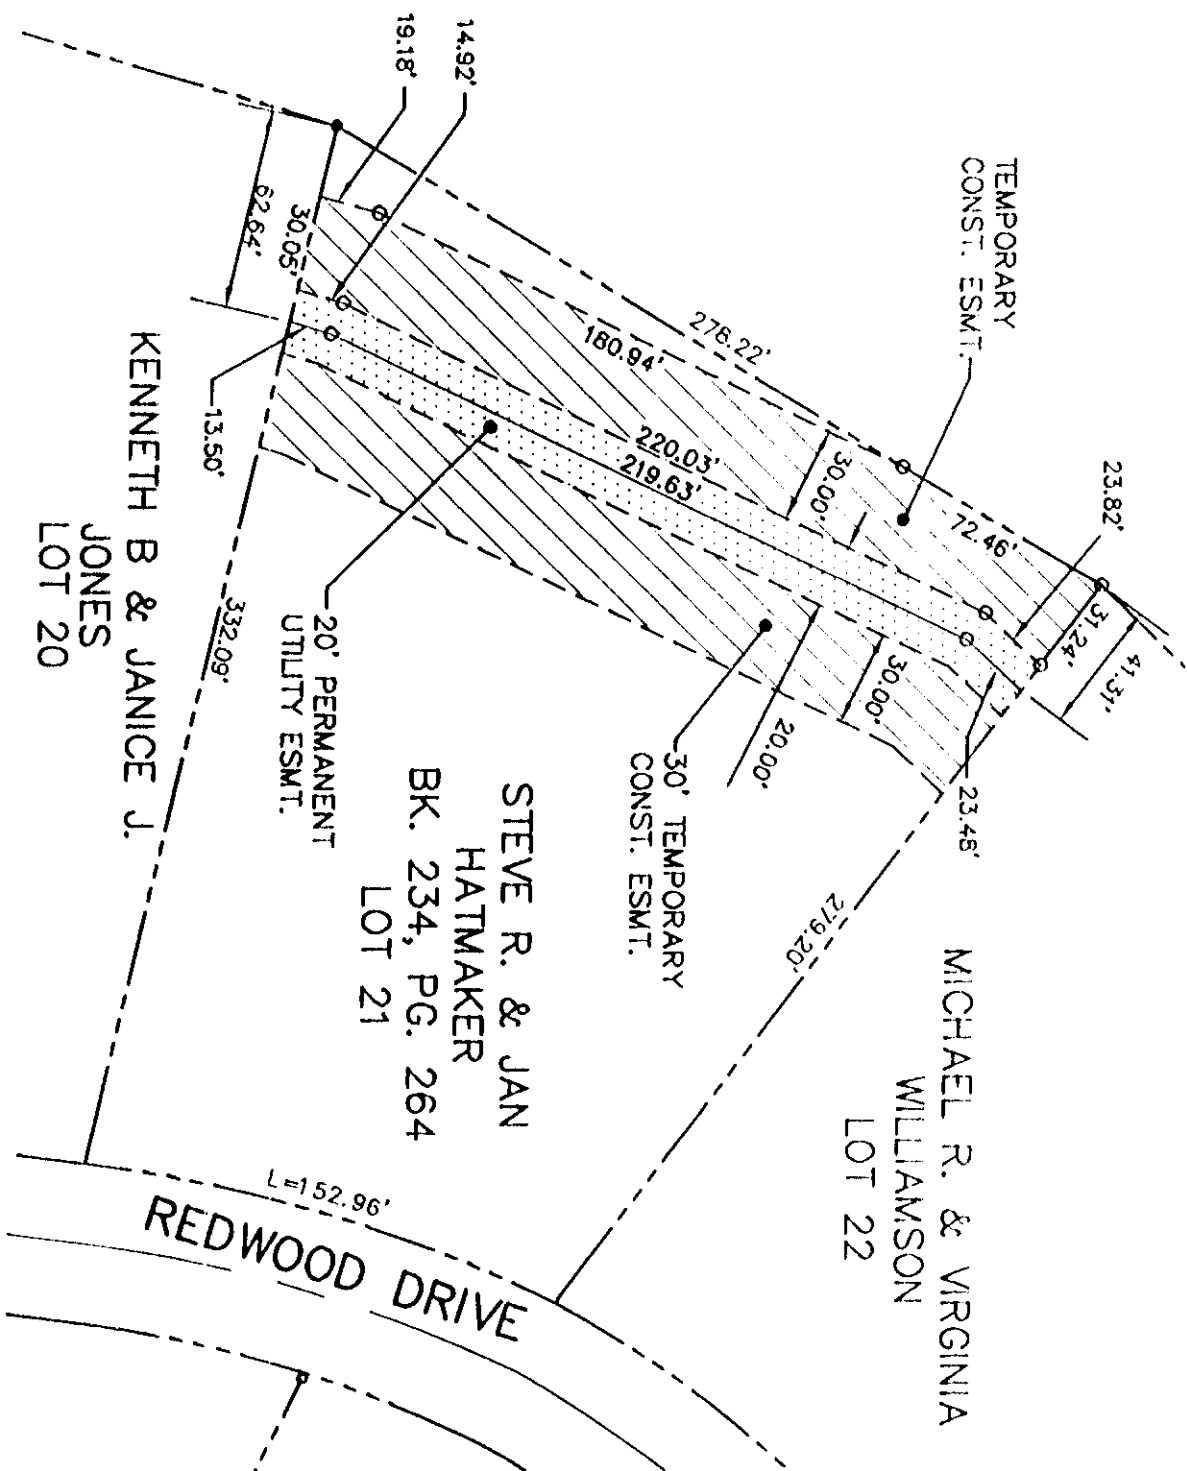 TEMPORARY
CONST. ESMT.
14.92'
19.18'
62.64'
30.05'
13.50'
276.22'
180.94'
220.03'
219.63'
30.00'
72.46'
23.82'
31.24'
41.31'
23.48'
30.00'
20.00'
30' TEMPORARY
CONST. ESMT.
20' PERMANENT
UTILITY ESMT.
KENNETH B & JANICE J.
JONES
LOT 20
332.09'
STEVE R. & JAN
HATMAKER
BK. 234, PG. 264
LOT 21
279.20'
MICHAEL R. & VIRGINIA
WILLIAMSON
LOT 22
L=152.96'
REDWOOD DRIVE